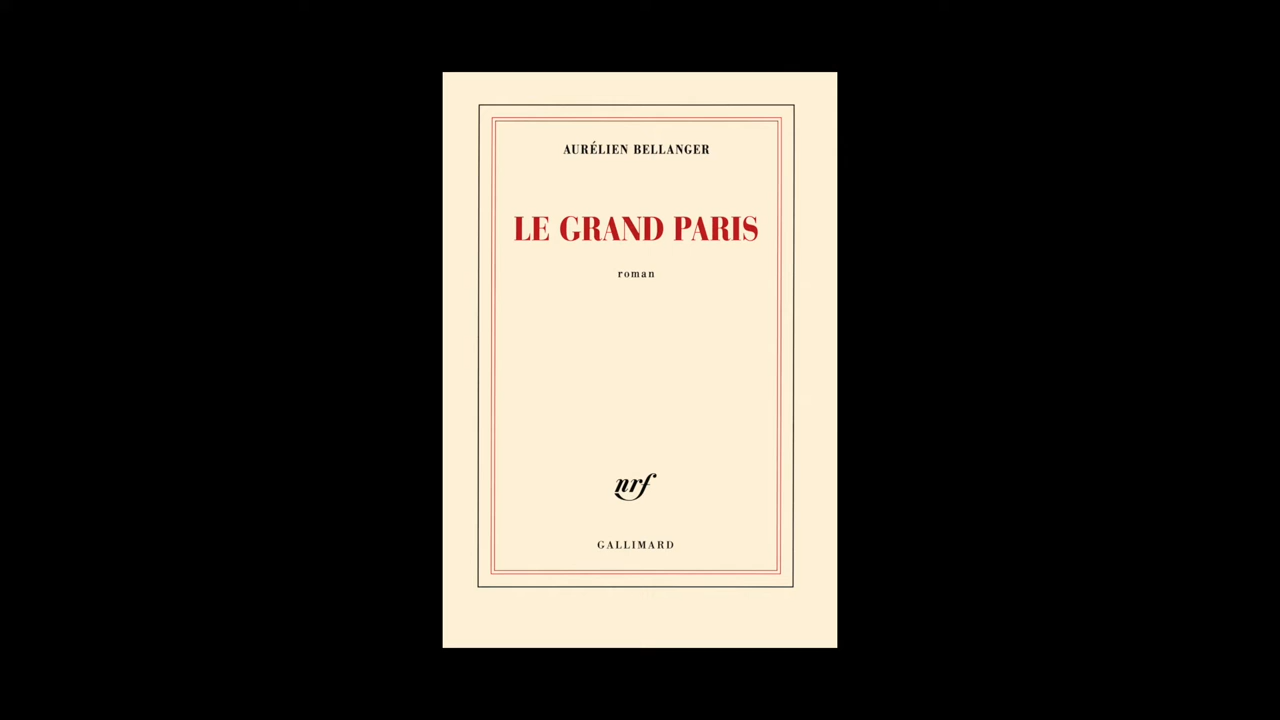 AURÉLIEN BELLANGER
LE GRAND PARIS
roman
nrf
GALLIMARD